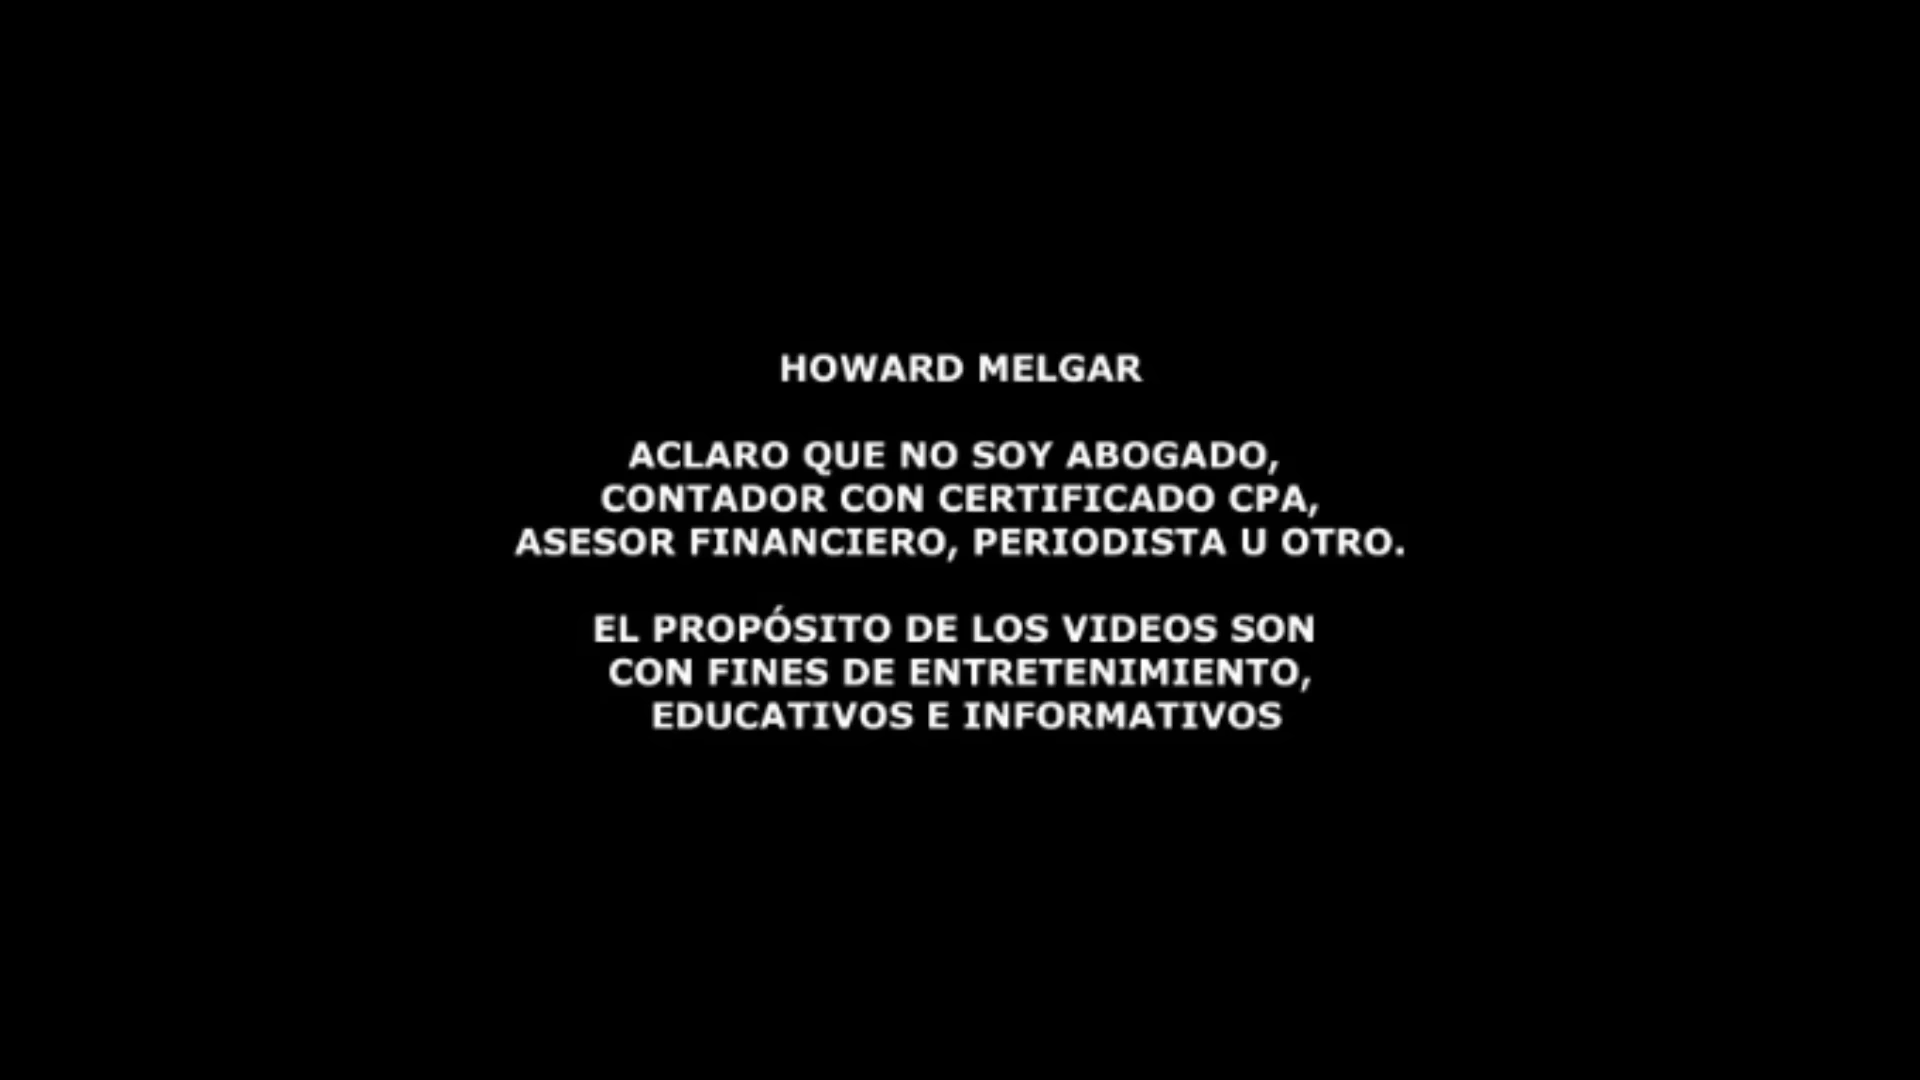 HOWARD MELGAR
ACLARO QUE NO SOY ABOGADO,
CONTADOR CON CERTIFICADO CPA,
ASESOR FINANCIERO, PERIODISTA U OTRO.
EL PROPÓSITO DE LOS VIDEOS SON
CON FINES DE ENTRETENIMIENTO,
EDUCATIVOS E INFORMATIVOS